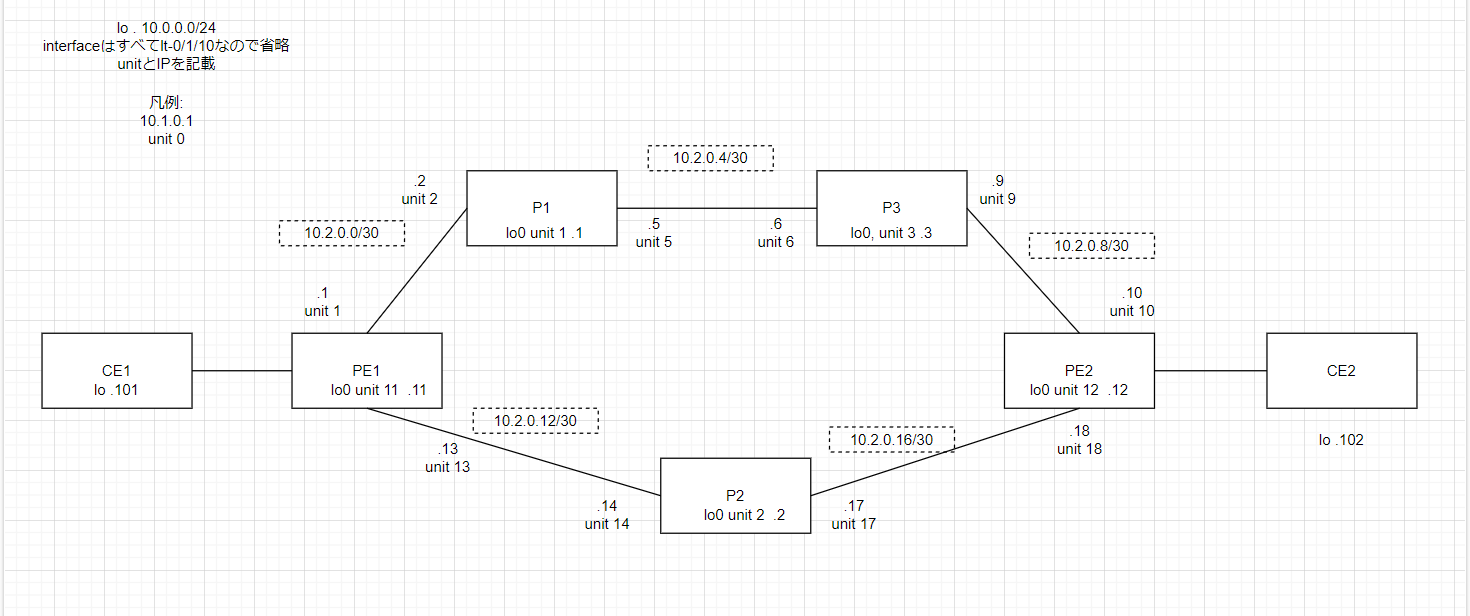 lo . 10.0.0.0/24
interfaceはすべてlt-0/1/10なので省略
unitとIPを記載
凡例:
10.1.0.1
unit 0
10.2.0.4/30
.2
unit 2
P1
lo0 unit 1 .1
.5
unit 5
.6
unit 6
P3
lo0, unit 3 .3
.9
unit 9
10.2.0.0/30
10.2.0.8/30
.1
unit 1
.10
unit 10
CE1
lo .101
PE1
lo0 unit 11 .11
PE2
lo0 unit 12 .12
CE2
lo .102
10.2.0.12/30
10.2.0.16/30
.13
unit 13
.18
unit 18
.14
unit 14
P2
lo0 unit 2 .2
.17
unit 17